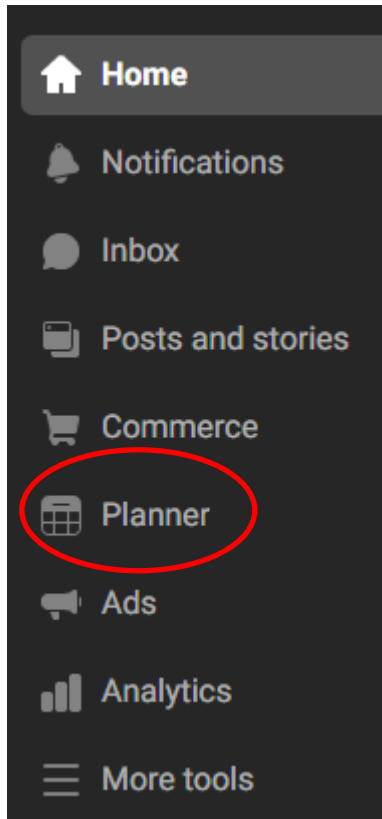 Home
Notifications
Inbox
Posts and stories
Commerce
Planner
Ads
Analytics
More tools